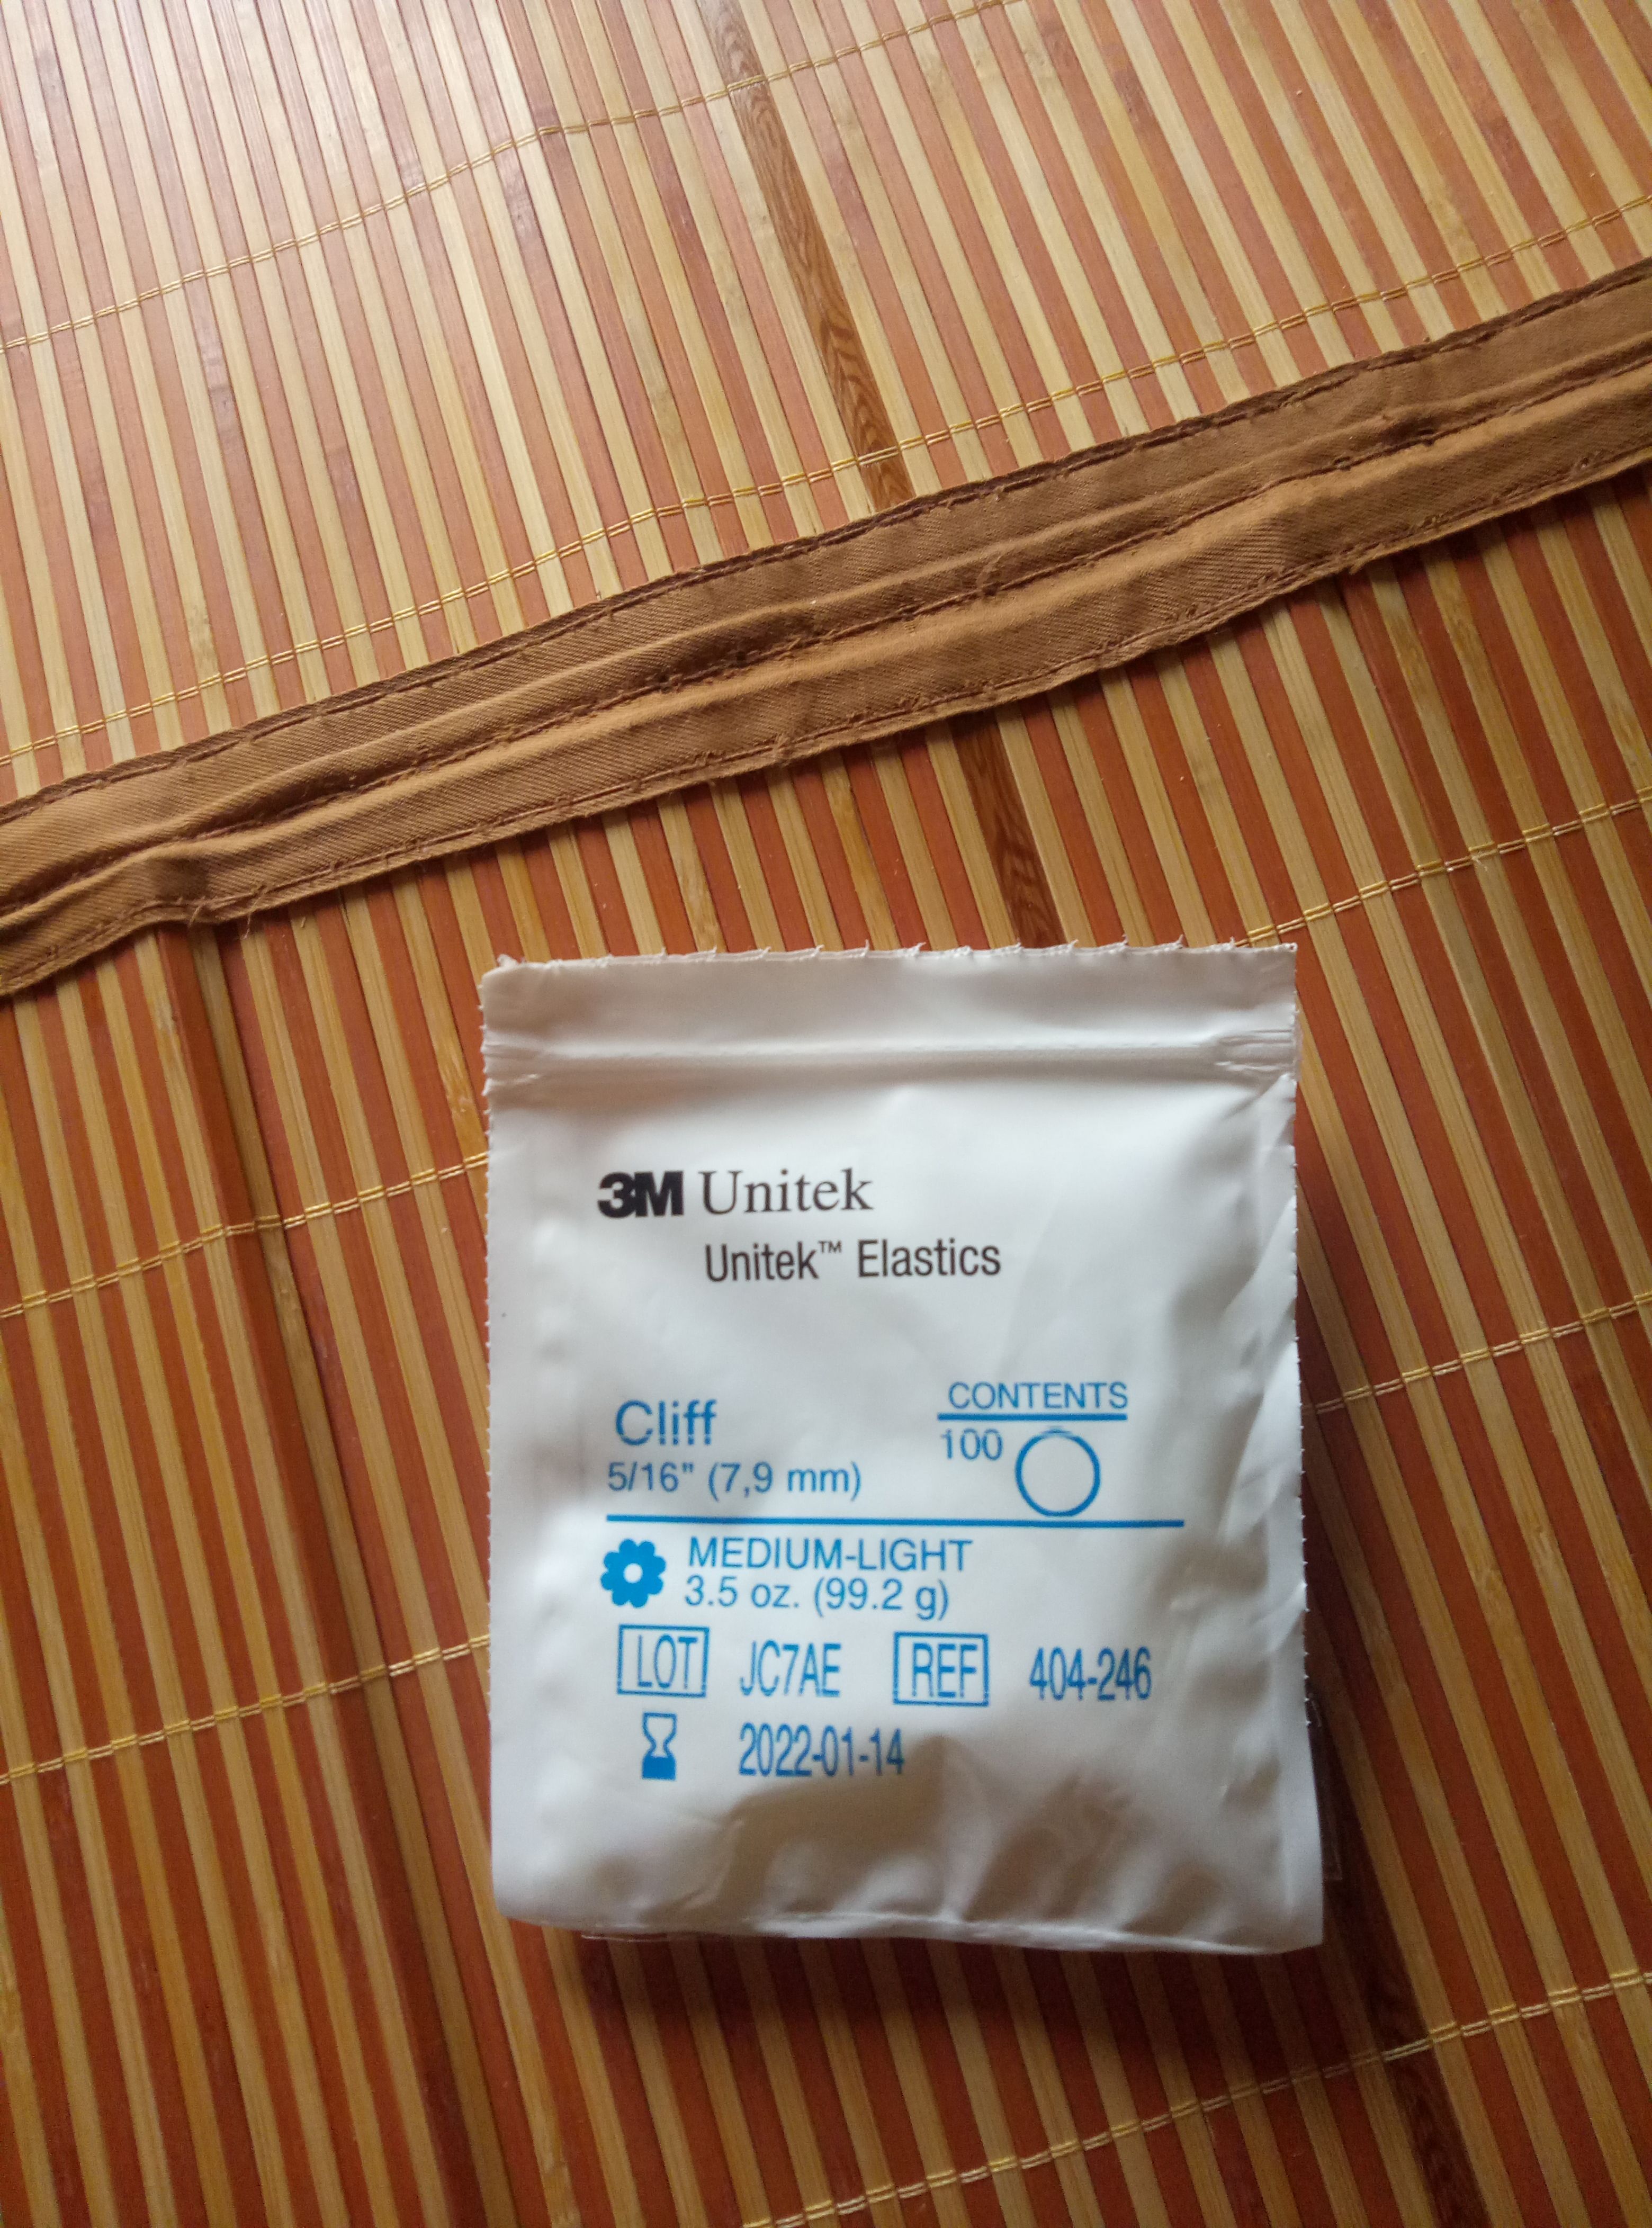 3M Unitek
Unitek™ Elastics
CONTENTS
Cliff
100
5/16" (7,9 mm)
MEDIUM-LIGHT
3.5 oz. (99.2 g)
LOT JC7AE REF 404-246
2022-01-14